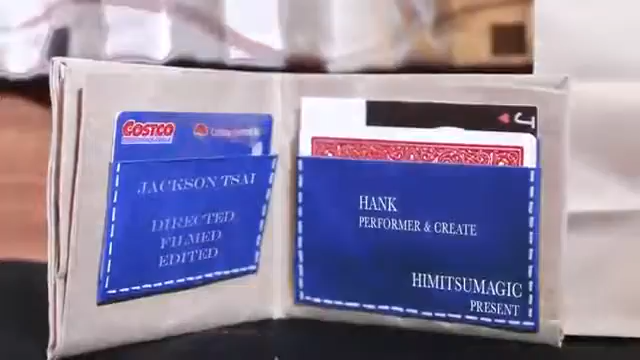 COSTCO
J
JACKSON TSAI
DIRECTED
FILMED
EDITED
HANK
PERFORMER & CREATE
HIMITSUMAGIC
PRESENT